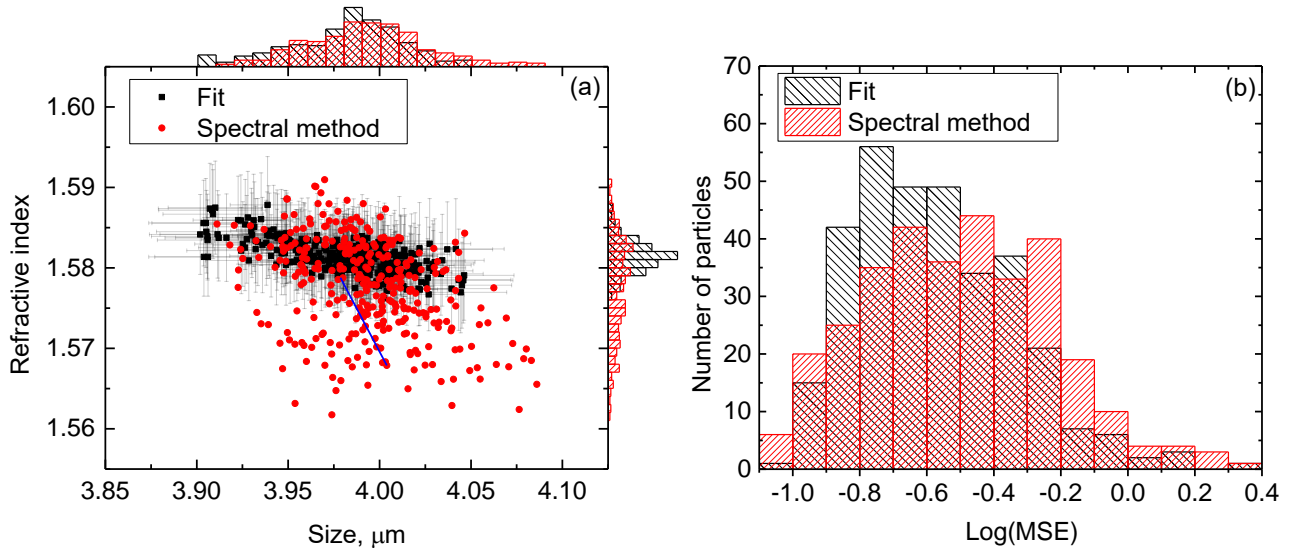 (a)
Fit
Spectral method
1.60
1.59
1.58
1.57
1.56
Refractive index
3.85 3.90 3.95 4.00 4.05 4.10
Size, μm
(b)
Fit
Spectral method
70
60
50
40
30
20
10
0
Number of particles
-1.0 -0.8 -0.6 -0.4 -0.2 0.0 0.2 0.4
Log(MSE)